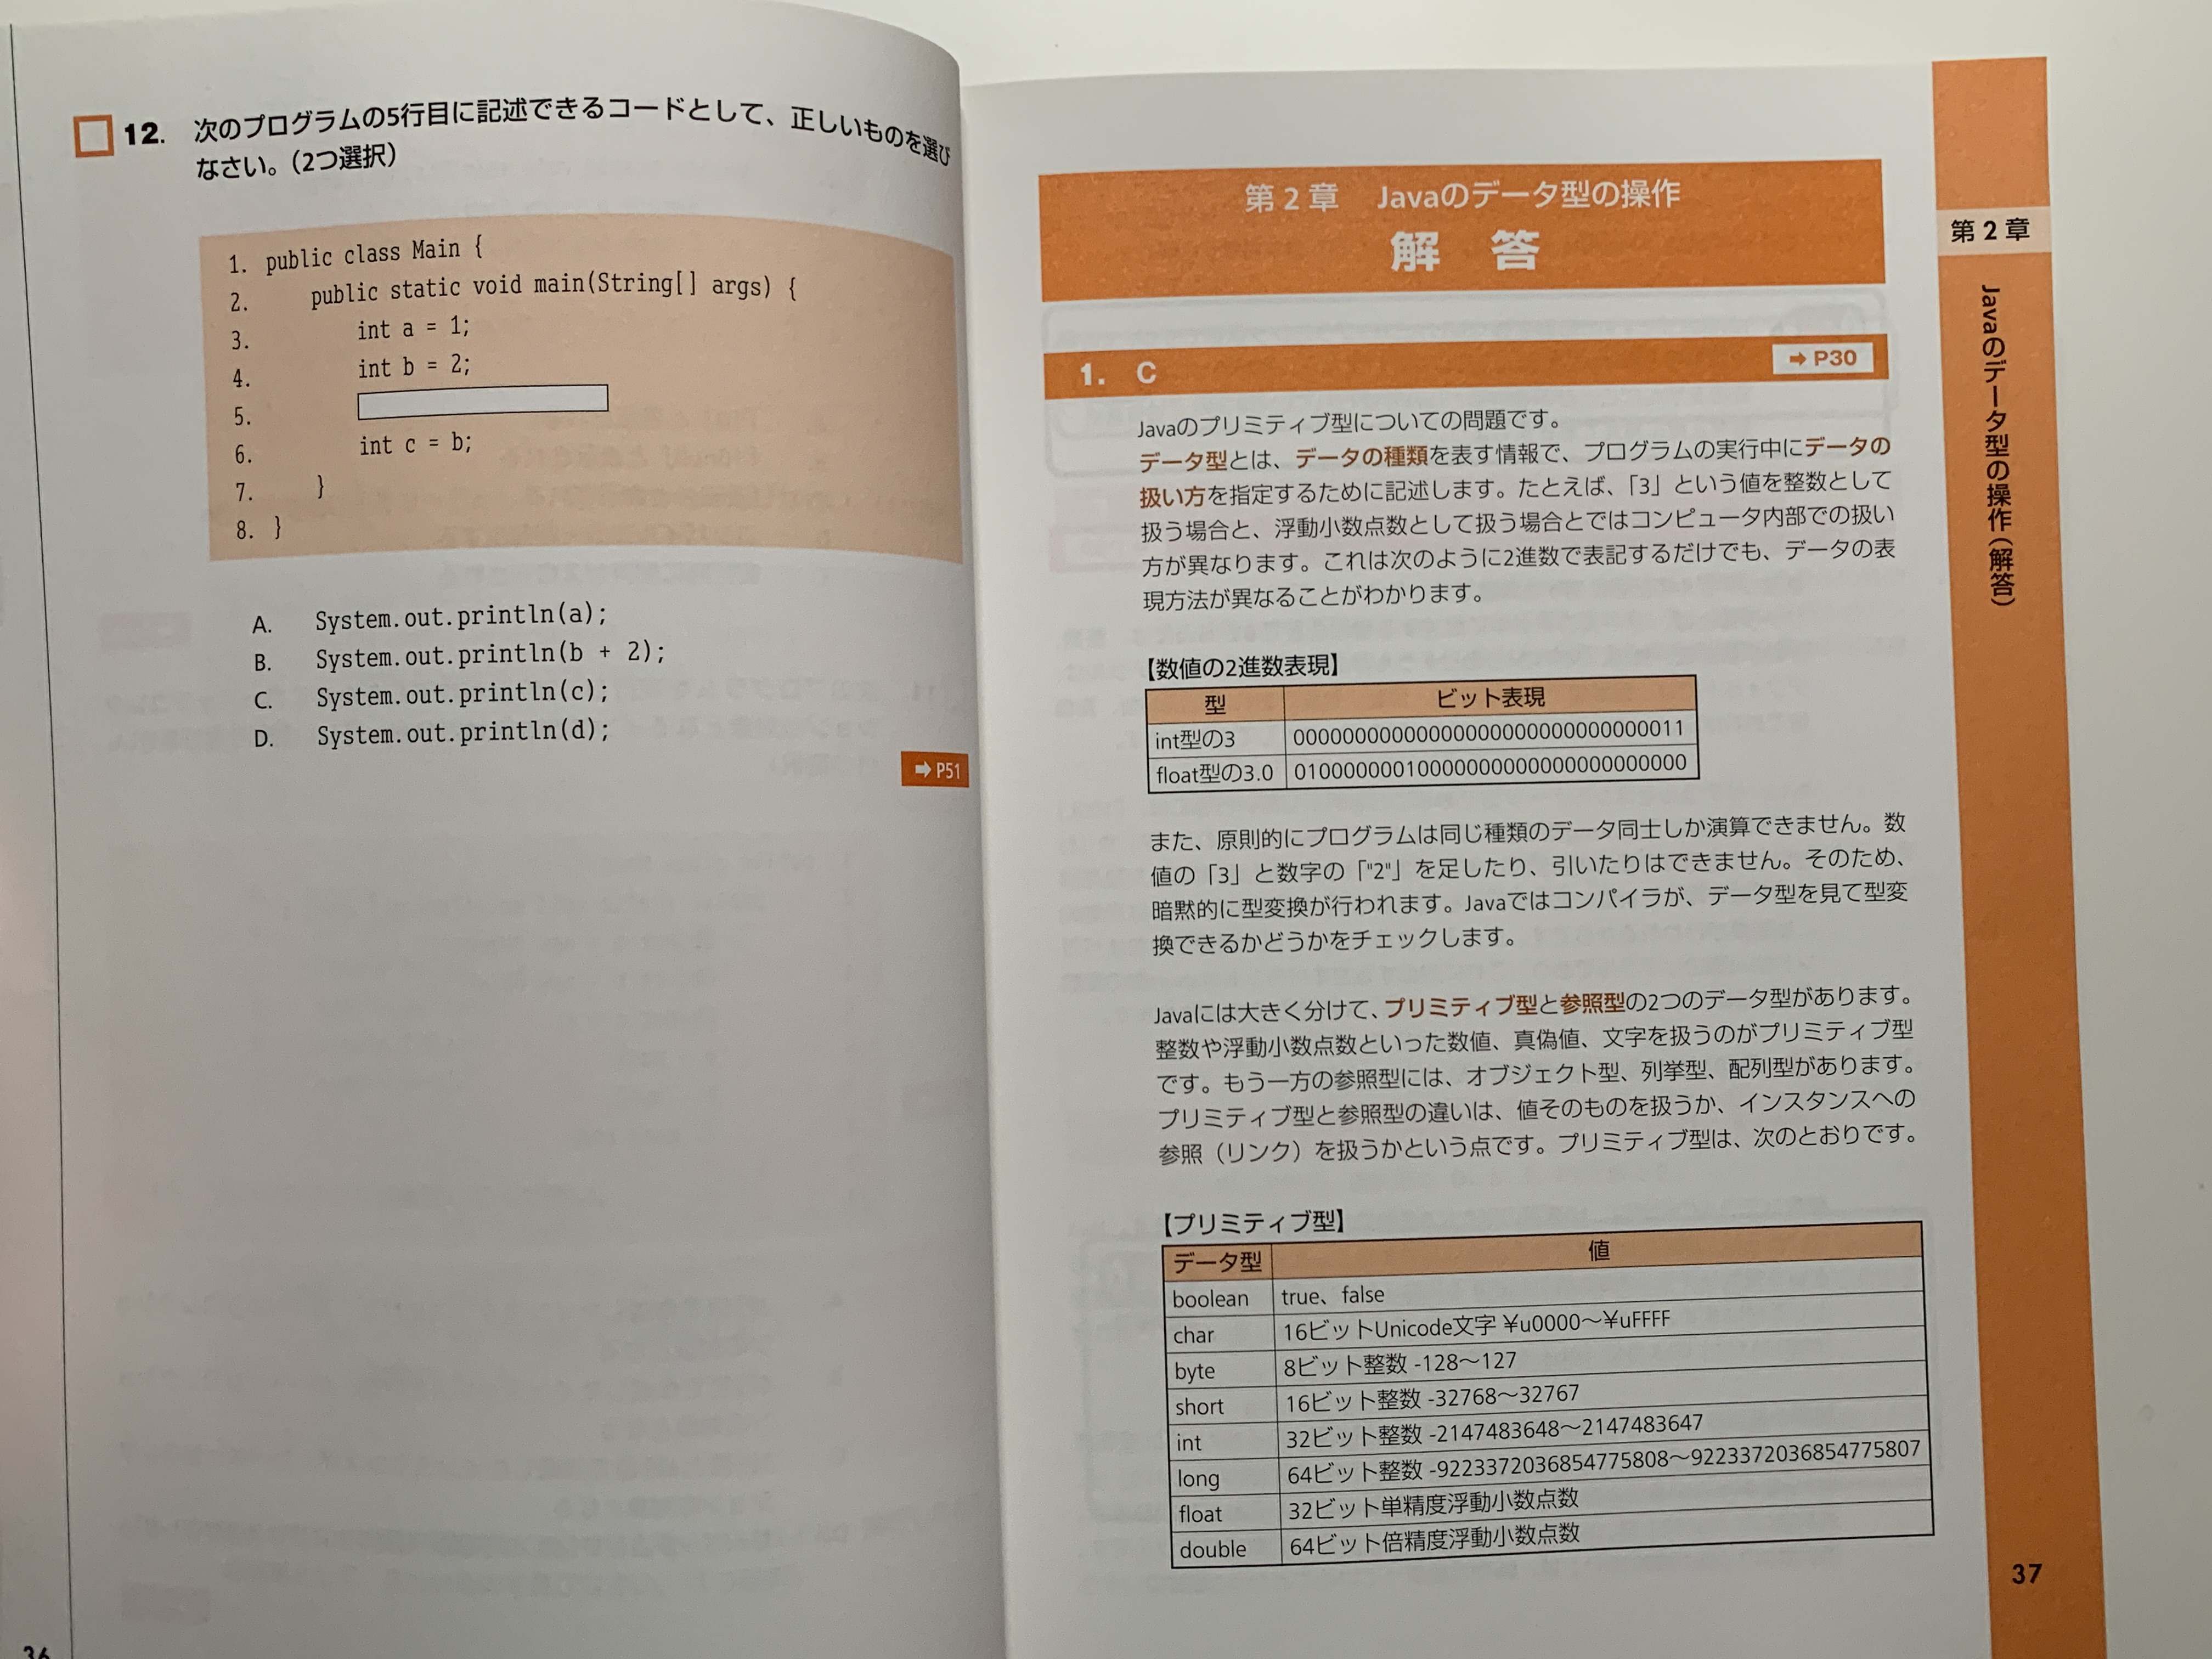 12. 次のプログラムの5行目に記述できるコードとして、正しいものを選び
なさい。（2つ選択）
1. public class Main {
2. public static void main(String[] args) {
3. int a = 1;
4. int b = 2;
5.
6. int c = b;
7. }
8. }
A. System.out.println(a);
B. System.out.println(b + 2);
C. System.out.println(c);
D. System.out.println(d);
➡ P51
36
第2章 Javaのデータ型の操作
解 答
1. C ➡ P30
Javaのプリミティブ型についての問題です。
データ型とは、データの種類を表す情報で、プログラムの実行中にデータの
扱い方を指定するために記述します。たとえば、「3」という値を整数として
扱う場合と、浮動小数点数として扱う場合とではコンピュータ内部での扱い
方が異なります。これは次のように2進数で表記するだけでも、データの表
現方法が異なることがわかります。
【数値の2進数表現】
型 ビット表現
int型の3 00000000000000000000000000000011
float型の3.0 01000000010000000000000000000000
また、原則的にプログラムは同じ種類のデータ同士しか演算できません。数
値の「3」と数字の「"2"」を足したり、引いたりはできません。そのため、
暗黙的に型変換が行われます。Javaではコンパイラが、データ型を見て型変
換できるかどうかをチェックします。
Javaには大きく分けて、プリミティブ型と参照型の2つのデータ型があります。
整数や浮動小数点数といった数値、真偽値、文字を扱うのがプリミティブ型
です。もう一方の参照型には、オブジェクト型、列挙型、配列型があります。
プリミティブ型と参照型の違いは、値そのものを扱うか、インスタンスへの
参照（リンク）を扱うかという点です。プリミティブ型は、次のとおりです。
【プリミティブ型】
データ型 値
boolean true、false
char 16ビットUnicode文字 ¥u0000～¥uFFFF
byte 8ビット整数 -128～127
short 16ビット整数 -32768～32767
int 32ビット整数 -2147483648～2147483647
long 64ビット整数 -9223372036854775808～9223372036854775807
float 32ビット単精度浮動小数点数
double 64ビット倍精度浮動小数点数
第2章
Javaのデータ型の操作（解答）
37